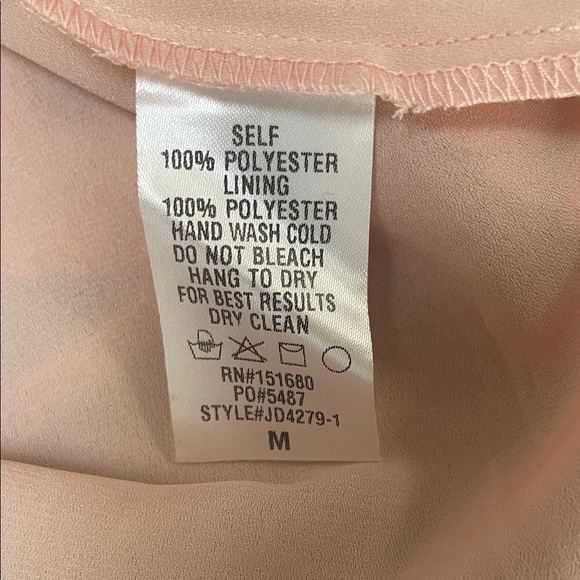 SELF
100% POLYESTER
LINING
100% POLYESTER
HAND WASH COLD
DO NOT BLEACH
HANG TO DRY
FOR BEST RESULTS
DRY CLEAN
RN#151680
PO#5487
STYLE#JD4279-1
M